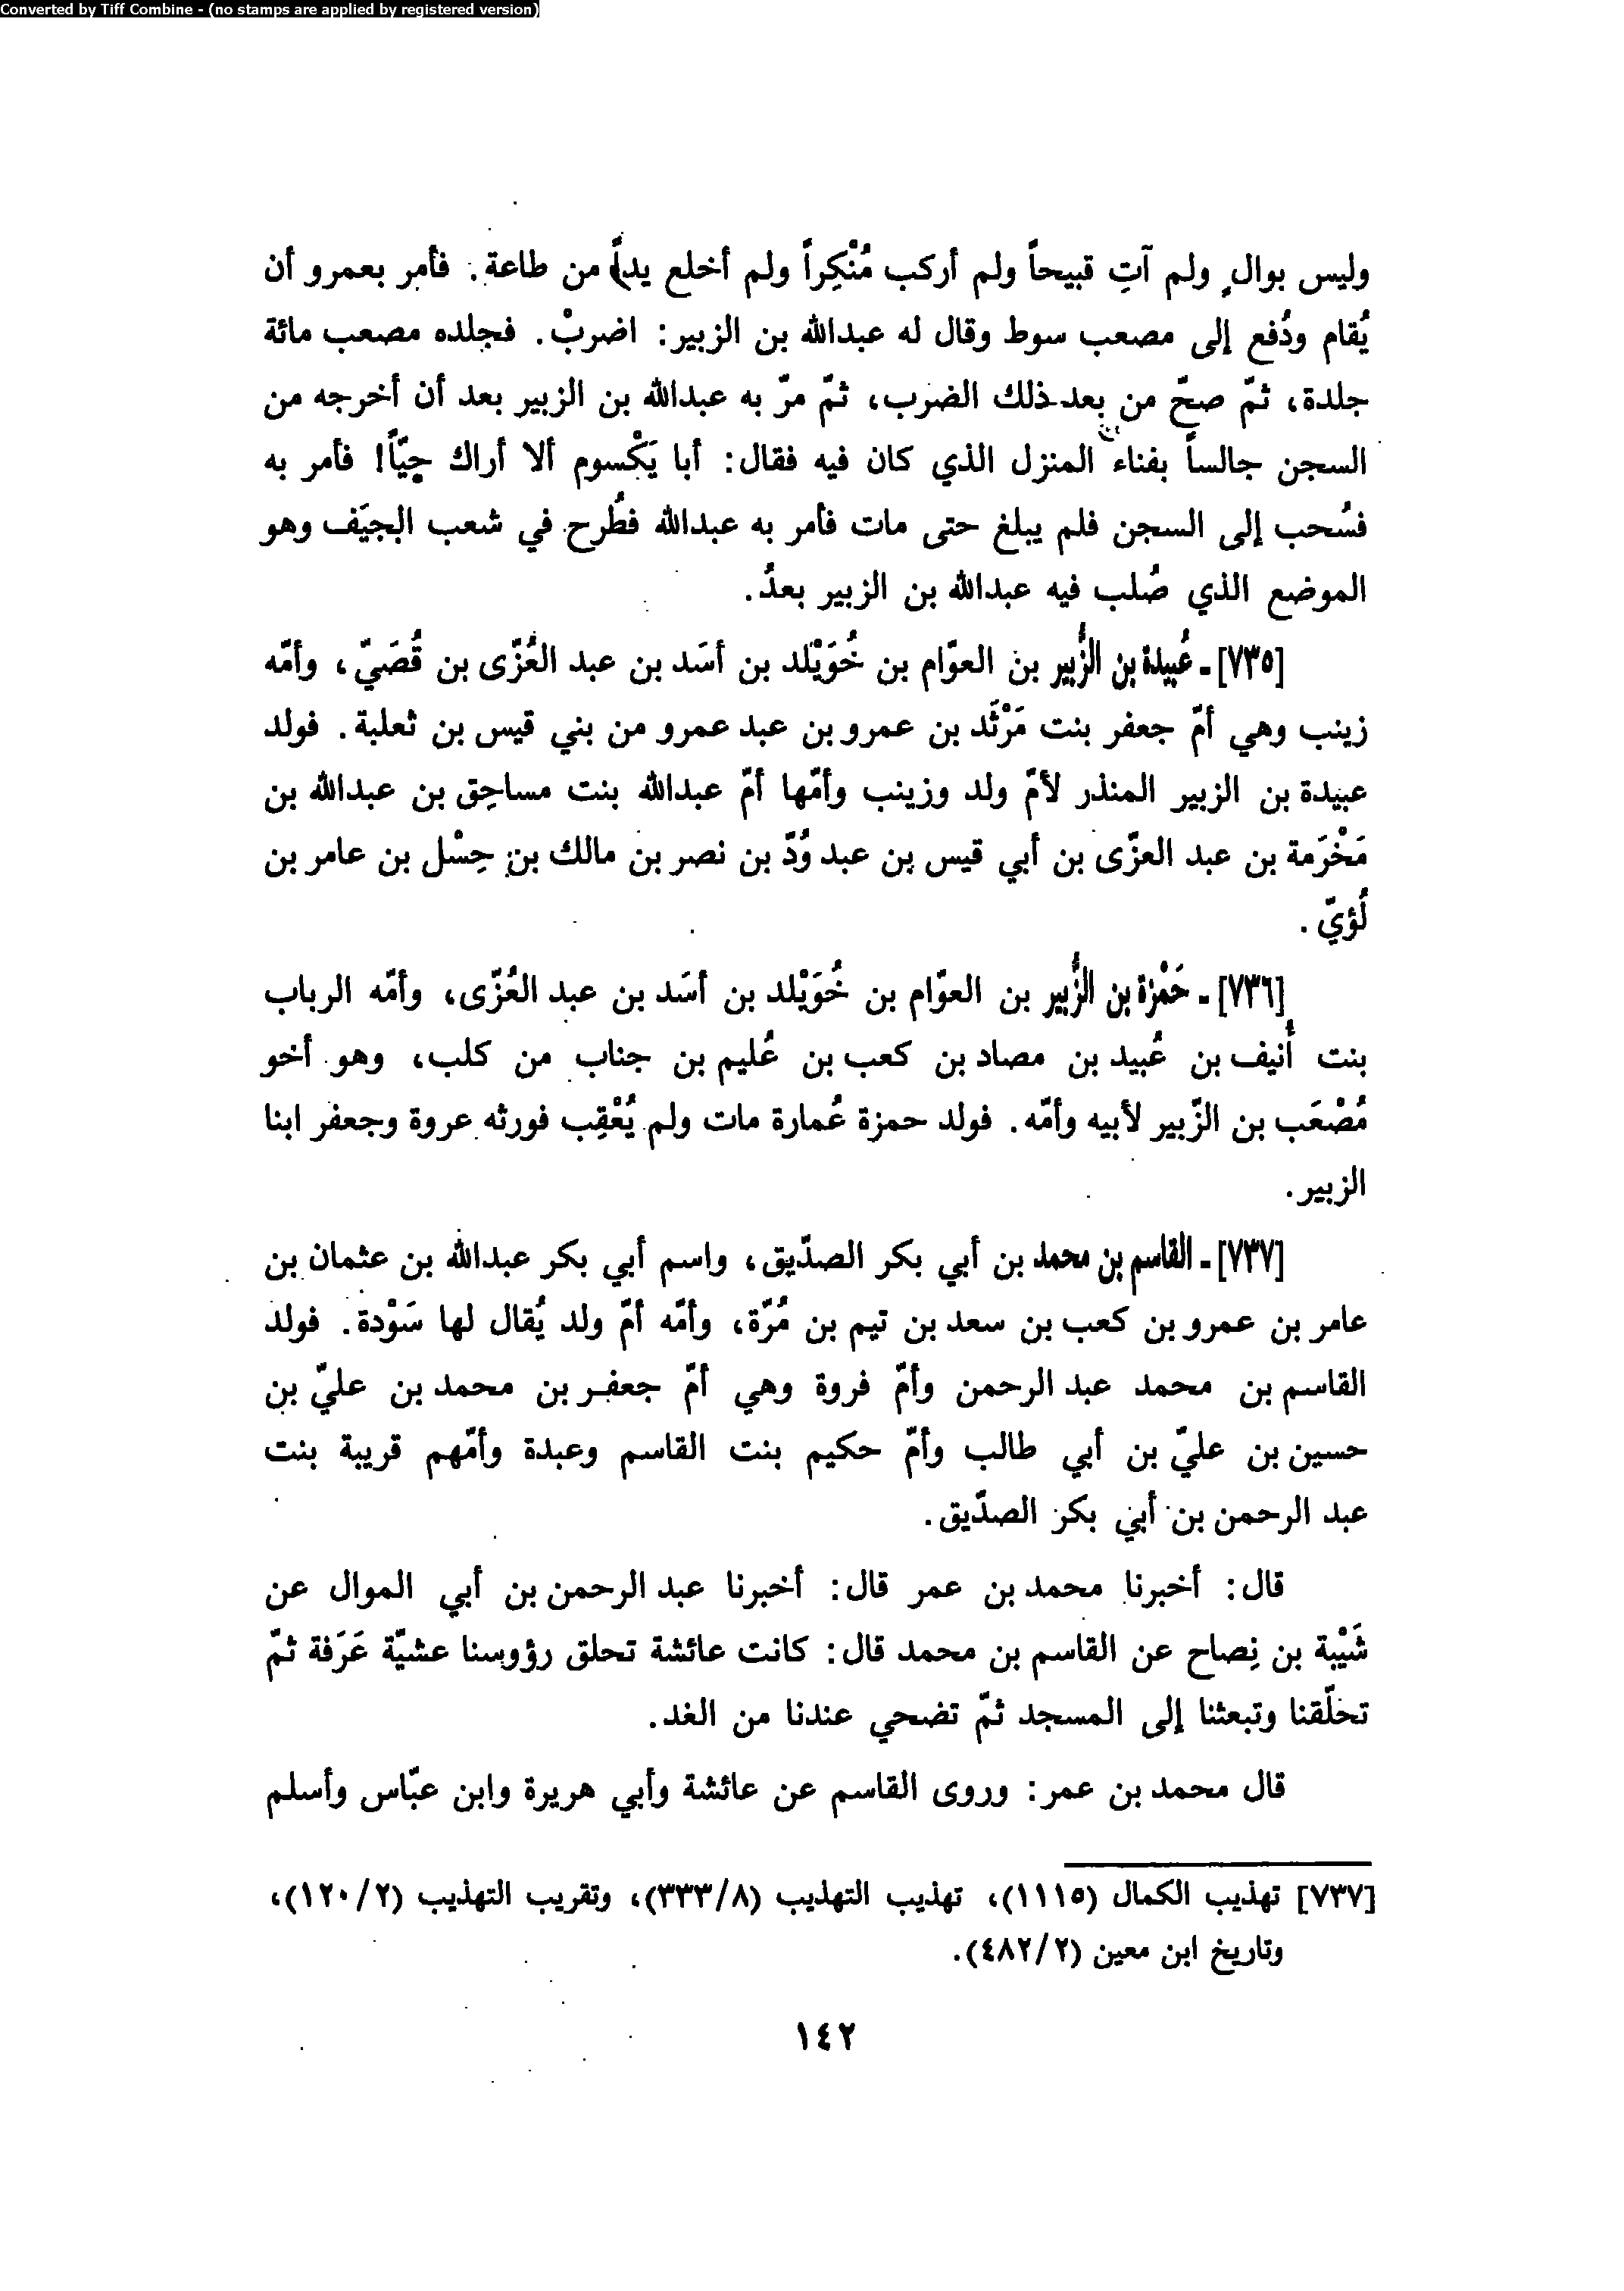 Converted by Tiff Combine - (no stamps are applied by registered version)
وليس بوالٍ ولم آتِ قبيحاً ولم أركب مُنْكِراً ولم أخلع يداً من طاعة. فأمر بعمرو أن
يُقام ودُفع إلى مصعب سوط وقال له عبدالله بن الزبير: اضربْ. فجلده مصعب مائة
جلدة، ثمّ صحّ من بعد ذلك الضرب، ثمّ مرّ به عبدالله بن الزبير بعد أن أخرجه من
السجن جالساً بفناء المنزل الذي كان فيه فقال: أبا يَكْسوم ألا أراك حيّاً! فأمر به
فسُحب إلى السجن فلم يبلغ حتى مات فأمر به عبدالله فطُرح في شعب الجيَف وهو
الموضع الذي صُلب فيه عبدالله بن الزبير بعدُ.
[٧٣٥] - عُبيدة بن الزُّبير بن العوّام بن خُوَيْلد بن أسَد بن عبد العُزّى بن قُصَيّ، وأمّه
زينب وهي أمّ جعفر بنت مَرْثَد بن عمرو بن عبد عمرو من بني قيس بن ثعلبة. فولد
عبيدة بن الزبير المنذر لأمّ ولد وزينب وأمّها أمّ عبدالله بنت مساحِق بن عبدالله بن
مَخْرَمة بن عبد العزّى بن أبي قيس بن عبد وُدّ بن نصر بن مالك بن حِسْل بن عامر بن
لُؤيّ.
[٧٣٦] - حَمْزة بن الزُّبير بن العوّام بن خُوَيْلد بن أسَد بن عبد العُزّى، وأمّه الرباب
بنت أُنيف بن عُبيد بن مصاد بن كعب بن عُليم بن جناب من كلب، وهو أخو
مُصْعَب بن الزّبير لأبيه وأمّه. فولد حمزة عُمارة مات ولم يُعْقِب فورثه عروة وجعفر ابنا
الزبير.
[٧٣٧] - القاسم بن محمد بن أبي بكر الصدّيق، واسم أبي بكر عبدالله بن عثمان بن
عامر بن عمرو بن كعب بن سعد بن تيم بن مُرّة، وأمّه أمّ ولد يُقال لها سَوْدة. فولد
القاسم بن محمد عبد الرحمن وأمّ فروة وهي أمّ جعفر بن محمد بن عليّ بن
حسين بن عليّ بن أبي طالب وأمّ حكيم بنت القاسم وعبدة وأمّهم قريبة بنت
عبد الرحمن بن أبي بكر الصدّيق.
قال: أخبرنا محمد بن عمر قال: أخبرنا عبد الرحمن بن أبي الموال عن
شَيْبة بن نِصاح عن القاسم بن محمد قال: كانت عائشة تحلق رؤوسنا عشيّة عَرَفة ثمّ
تخلّقنا وتبعثنا إلى المسجد ثمّ تضحي عندنا من الغد.
قال محمد بن عمر: وروى القاسم عن عائشة وأبي هريرة وابن عبّاس وأسلم
[٧٣٧] تهذيب الكمال (١١١٥)، تهذيب التهذيب (٣٣٣/٨)، وتقريب التهذيب (١٢٠/٢)،
وتاريخ ابن معين (٤٨٢/٢).
١٤٢